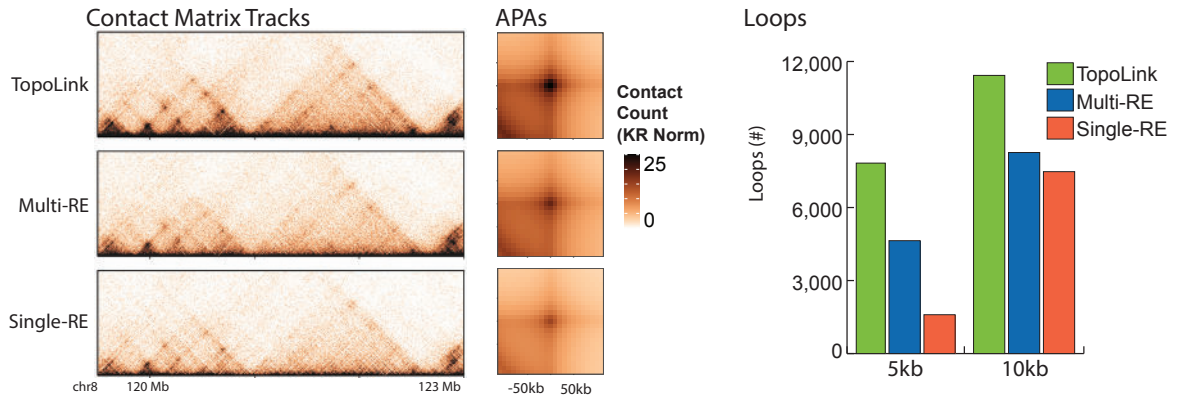 Contact Matrix Tracks
APAs
Loops
TopoLink
Multi-RE
Single-RE
chr8
120 Mb
123 Mb
-50kb
50kb
Contact
Count
(KR Norm)
25
0
Loops (#)
12,000
9,000
6,000
3,000
0
5kb
10kb
TopoLink
Multi-RE
Single-RE